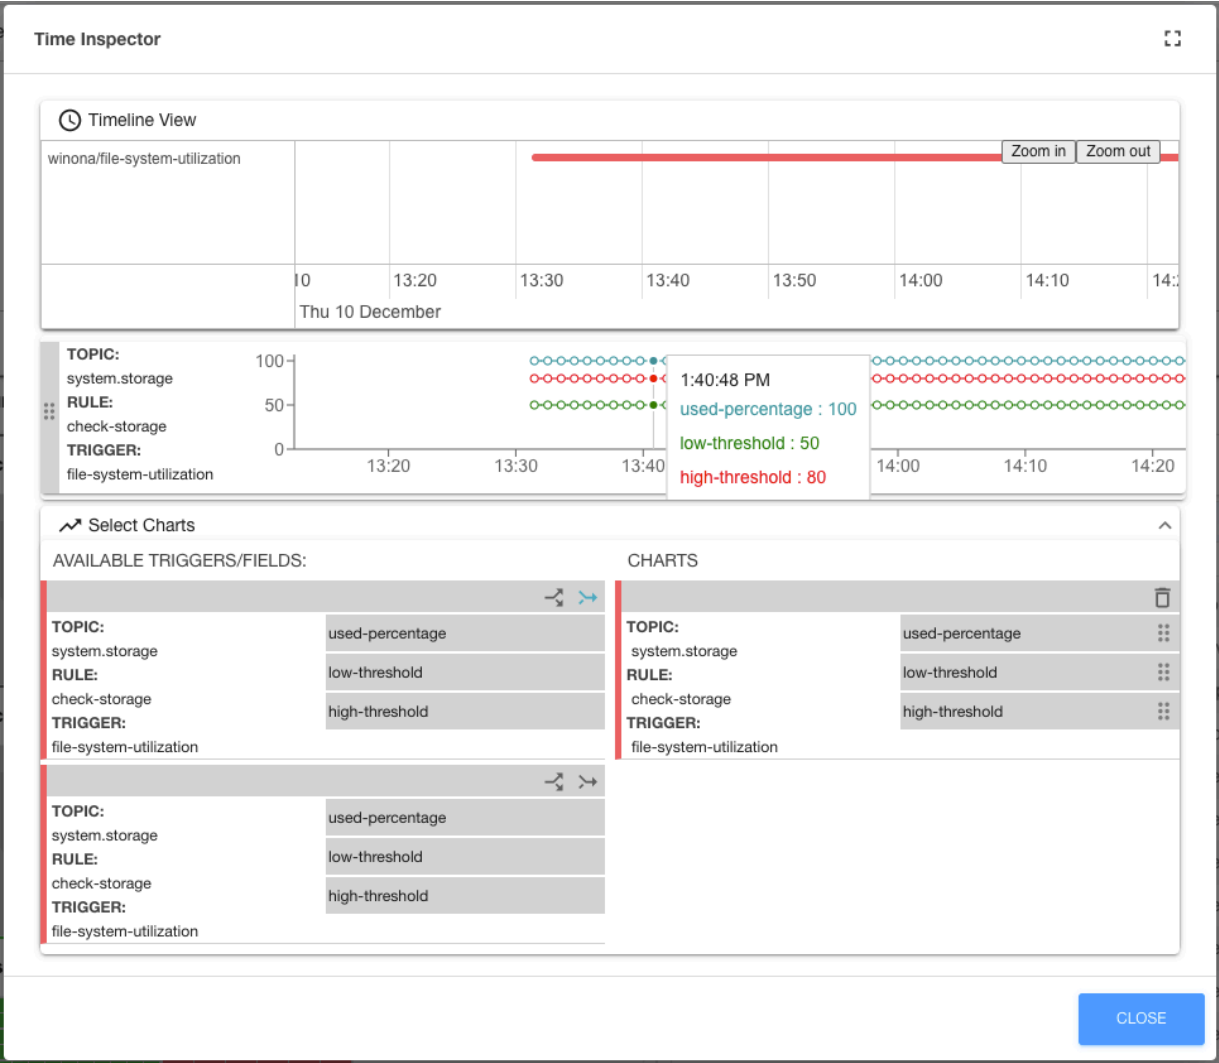 Time Inspector
Timeline View
winona/file-system-utilization
Zoom in Zoom out
10 13:20 13:30 13:40 13:50 14:00 14:10
Thu 10 December
TOPIC:
system.storage
RULE:
check-storage
TRIGGER:
file-system-utilization
100
50
0
13:20 13:30 13:40 14:00 14:10 14:20
1:40:48 PM
used-percentage : 100
low-threshold : 50
high-threshold : 80
Select Charts
AVAILABLE TRIGGERS/FIELDS:
TOPIC:
system.storage
RULE:
check-storage
TRIGGER:
file-system-utilization
used-percentage
low-threshold
high-threshold
TOPIC:
system.storage
RULE:
check-storage
TRIGGER:
file-system-utilization
used-percentage
low-threshold
high-threshold
CHARTS
TOPIC:
system.storage
RULE:
check-storage
TRIGGER:
file-system-utilization
used-percentage
low-threshold
high-threshold
CLOSE